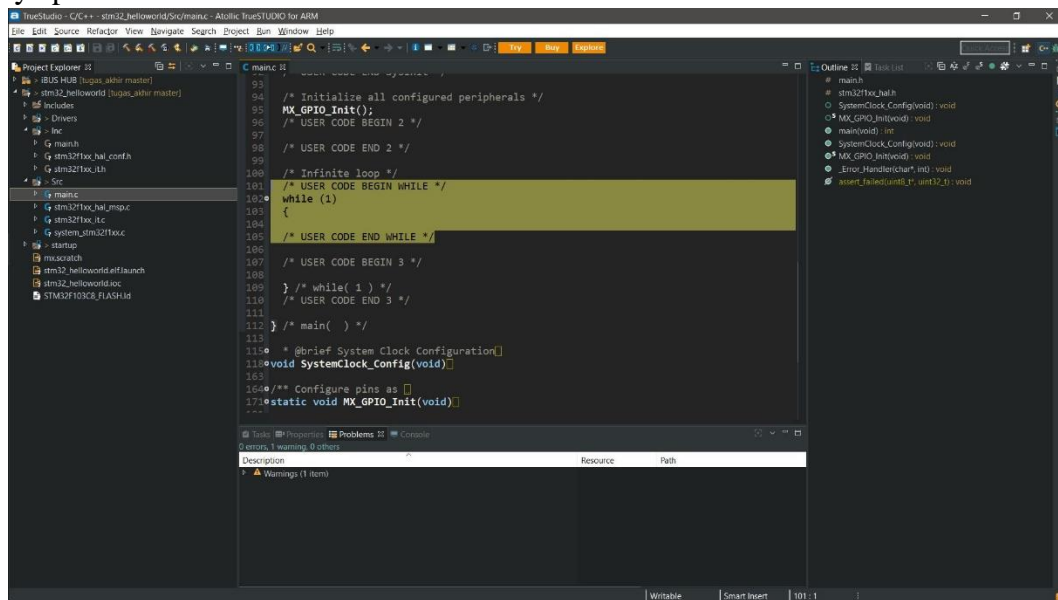 TrueStudio - C/C++ - stm32_helloworld/Src/main.c - Atollic TrueSTUDIO for ARM
File Edit Source Refactor View Navigate Search Project Run Window Help
Try Buy Explore
Quick Access
C++
Project Explorer
iBUS HUB [tugas_akhir master]
> stm32_helloworld [tugas_akhir master]
Includes
> Drivers
> Inc
main.h
stm32f1xx_hal_conf.h
stm32f1xx_it.h
> Src
main.c
stm32f1xx_hal_msp.c
stm32f1xx_it.c
system_stm32f1xx.c
> startup
mx.scratch
stm32_helloworld.elf.launch
stm32_helloworld.ioc
STM32F103C8_FLASH.ld
main.c
93
94 /* Initialize all configured peripherals */
95 MX_GPIO_Init();
96 /* USER CODE BEGIN 2 */
97
98 /* USER CODE END 2 */
99
100 /* Infinite loop */
101 /* USER CODE BEGIN WHILE */
102 while (1)
103 {
104
105 /* USER CODE END WHILE */
106
107 /* USER CODE BEGIN 3 */
108
109 } /* while( 1 ) */
110 /* USER CODE END 3 */
111
112 } /* main( ) */
113
115 * @brief System Clock Configuration
118 void SystemClock_Config(void)
163
164 /** Configure pins as
171 static void MX_GPIO_Init(void)
Outline Task List
main.h
stm32f1xx_hal.h
SystemClock_Config(void) : void
MX_GPIO_Init(void) : void
main(void) : int
SystemClock_Config(void) : void
MX_GPIO_Init(void) : void
_Error_Handler(char*, int) : void
assert_failed(uint8_t*, uint32_t) : void
Tasks Properties Problems Console
0 errors, 1 warning, 0 others
Description Resource Path
Warnings (1 item)
Writable Smart Insert 101 : 1